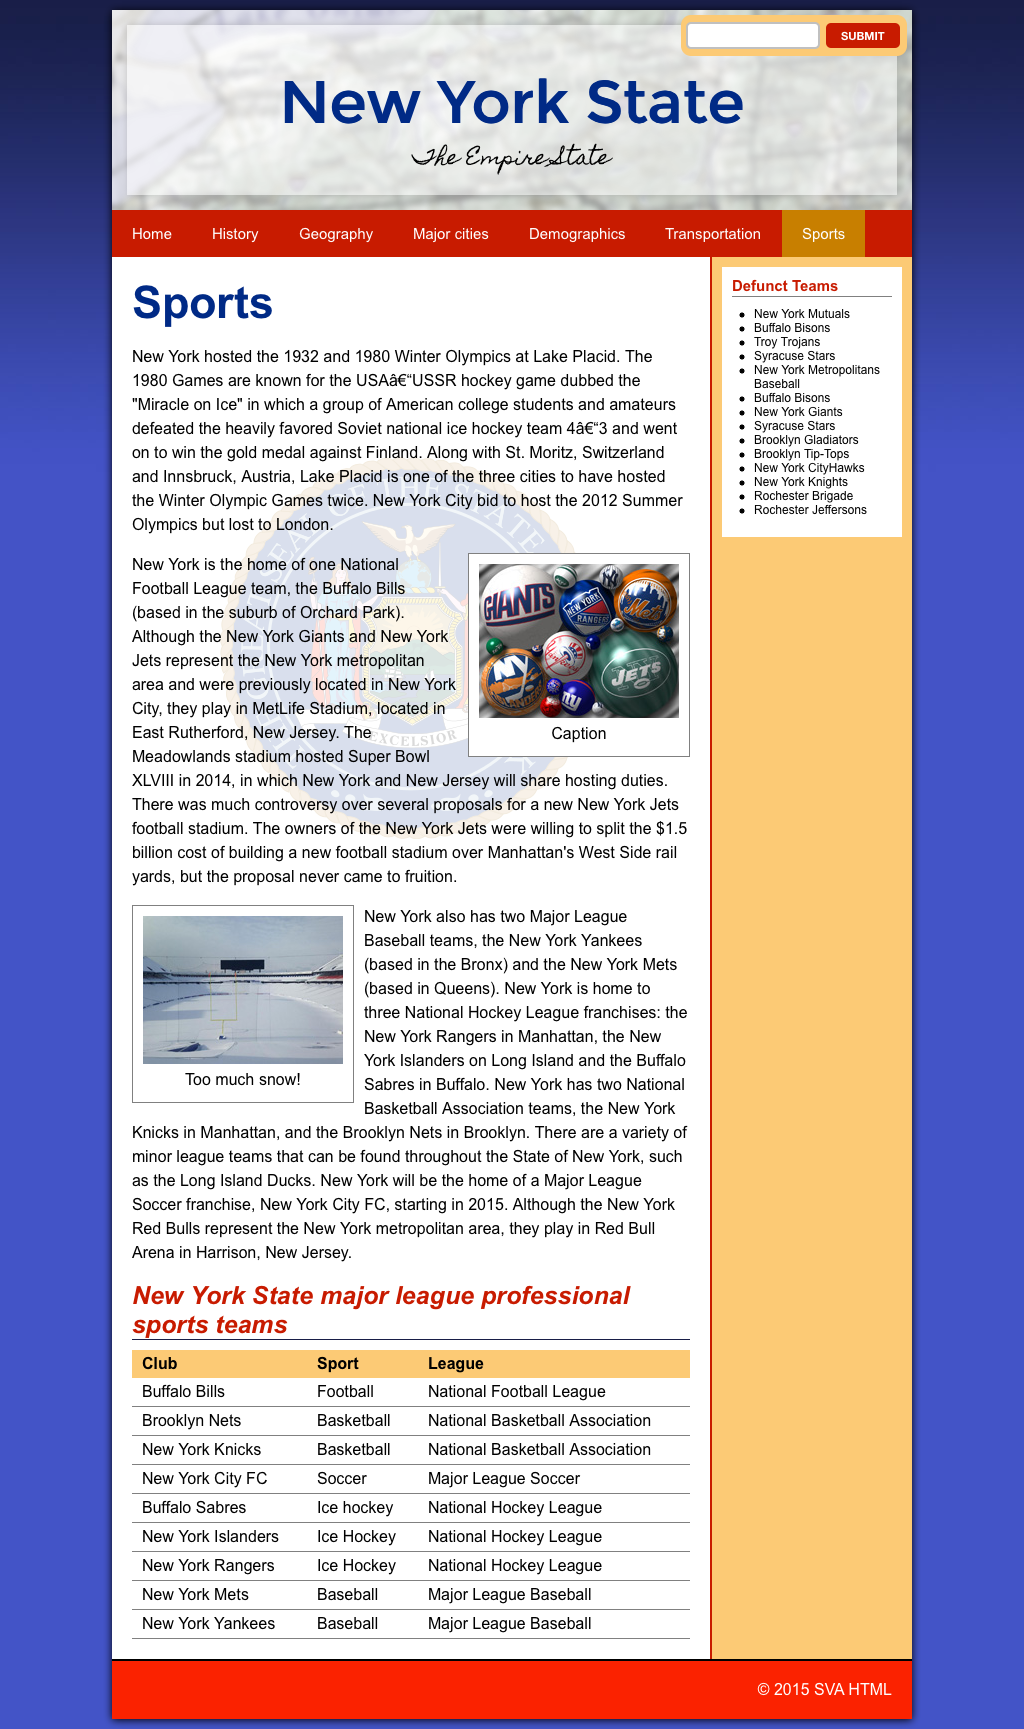 SUBMIT
New York State
The Empire State
Home History Geography Major cities Demographics Transportation Sports
Sports
New York hosted the 1932 and 1980 Winter Olympics at Lake Placid. The
1980 Games are known for the USAâ€“USSR hockey game dubbed the
"Miracle on Ice" in which a group of American college students and amateurs
defeated the heavily favored Soviet national ice hockey team 4â€“3 and went
on to win the gold medal against Finland. Along with St. Moritz, Switzerland
and Innsbruck, Austria, Lake Placid is one of the three cities to have hosted
the Winter Olympic Games twice. New York City bid to host the 2012 Summer
Olympics but lost to London.
New York is the home of one National
Football League team, the Buffalo Bills
(based in the suburb of Orchard Park).
Although the New York Giants and New York
Jets represent the New York metropolitan
area and were previously located in New York
City, they play in MetLife Stadium, located in
East Rutherford, New Jersey. The
Meadowlands stadium hosted Super Bowl
XLVIII in 2014, in which New York and New Jersey will share hosting duties.
There was much controversy over several proposals for a new New York Jets
football stadium. The owners of the New York Jets were willing to split the $1.5
billion cost of building a new football stadium over Manhattan's West Side rail
yards, but the proposal never came to fruition.
GIANTS
NEW YORK
RANGERS
Mets
NY
ISLANDERS
JETS
ny
Caption
EXCELSIOR
SEAL OF THE STATE
Too much snow!
New York also has two Major League
Baseball teams, the New York Yankees
(based in the Bronx) and the New York Mets
(based in Queens). New York is home to
three National Hockey League franchises: the
New York Rangers in Manhattan, the New
York Islanders on Long Island and the Buffalo
Sabres in Buffalo. New York has two National
Basketball Association teams, the New York
Knicks in Manhattan, and the Brooklyn Nets in Brooklyn. There are a variety of
minor league teams that can be found throughout the State of New York, such
as the Long Island Ducks. New York will be the home of a Major League
Soccer franchise, New York City FC, starting in 2015. Although the New York
Red Bulls represent the New York metropolitan area, they play in Red Bull
Arena in Harrison, New Jersey.
New York State major league professional
sports teams
Club Sport League
Buffalo Bills Football National Football League
Brooklyn Nets Basketball National Basketball Association
New York Knicks Basketball National Basketball Association
New York City FC Soccer Major League Soccer
Buffalo Sabres Ice hockey National Hockey League
New York Islanders Ice Hockey National Hockey League
New York Rangers Ice Hockey National Hockey League
New York Mets Baseball Major League Baseball
New York Yankees Baseball Major League Baseball
Defunct Teams
New York Mutuals
Buffalo Bisons
Troy Trojans
Syracuse Stars
New York Metropolitans
Baseball
Buffalo Bisons
New York Giants
Syracuse Stars
Brooklyn Gladiators
Brooklyn Tip-Tops
New York CityHawks
New York Knights
Rochester Brigade
Rochester Jeffersons
© 2015 SVA HTML